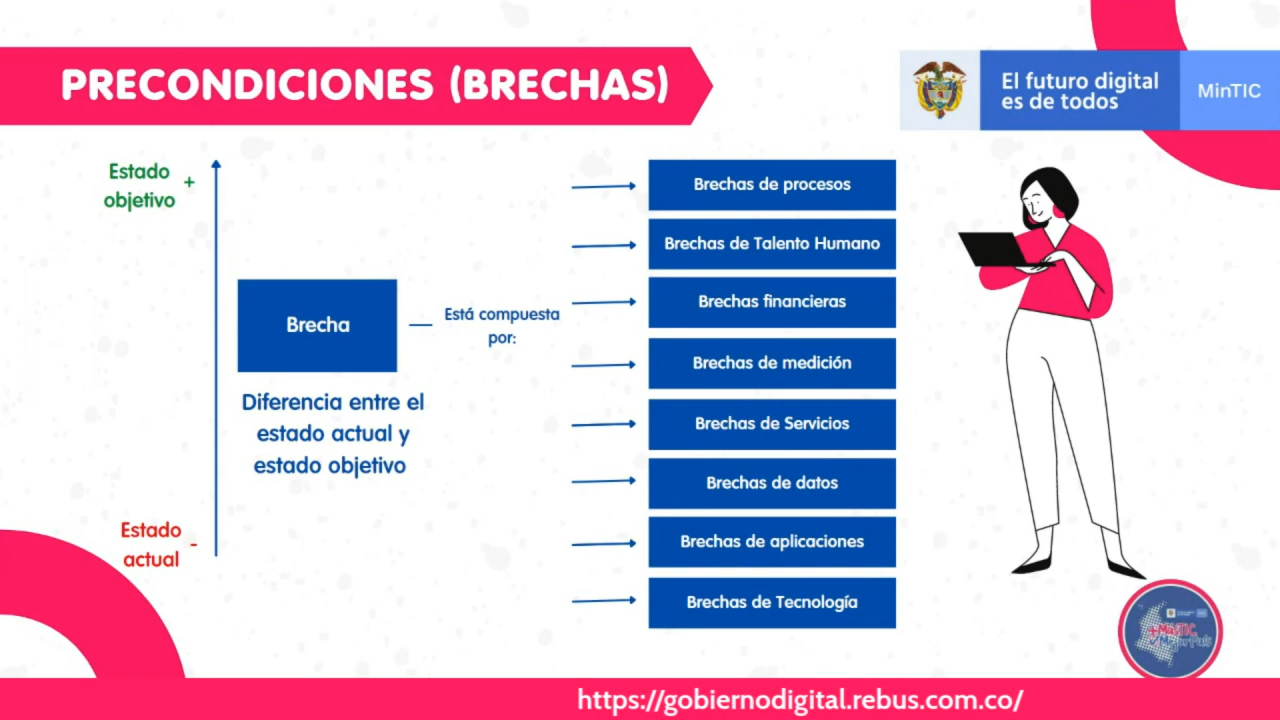 PRECONDICIONES (BRECHAS)
El futuro digital
es de todos
MinTIC
Estado
objetivo
+
Brecha
Diferencia entre el
estado actual y
estado objetivo
Estado
actual
-
Está compuesta
por:
Brechas de procesos
Brechas de Talento Humano
Brechas financieras
Brechas de medición
Brechas de Servicios
Brechas de datos
Brechas de aplicaciones
Brechas de Tecnología
+MinTIC
MejorPaís
https://gobiernodigital.rebus.com.co/